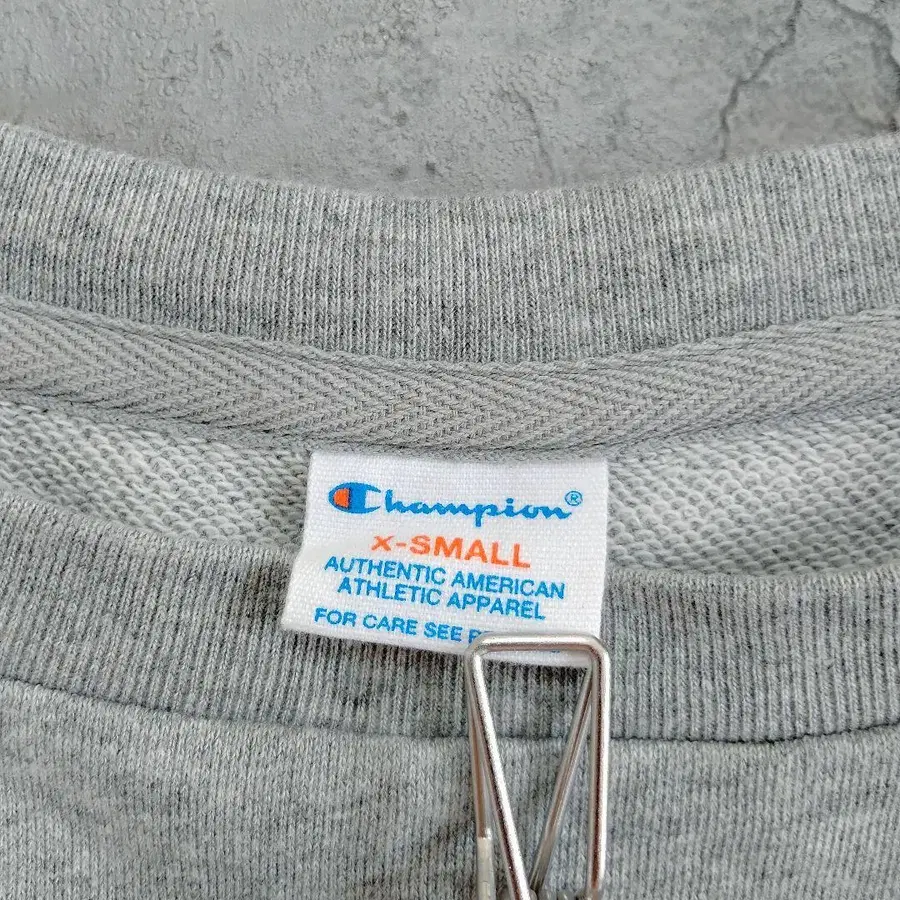 Champion®
X-SMALL
AUTHENTIC AMERICAN
ATHLETIC APPAREL
FOR CARE SEE